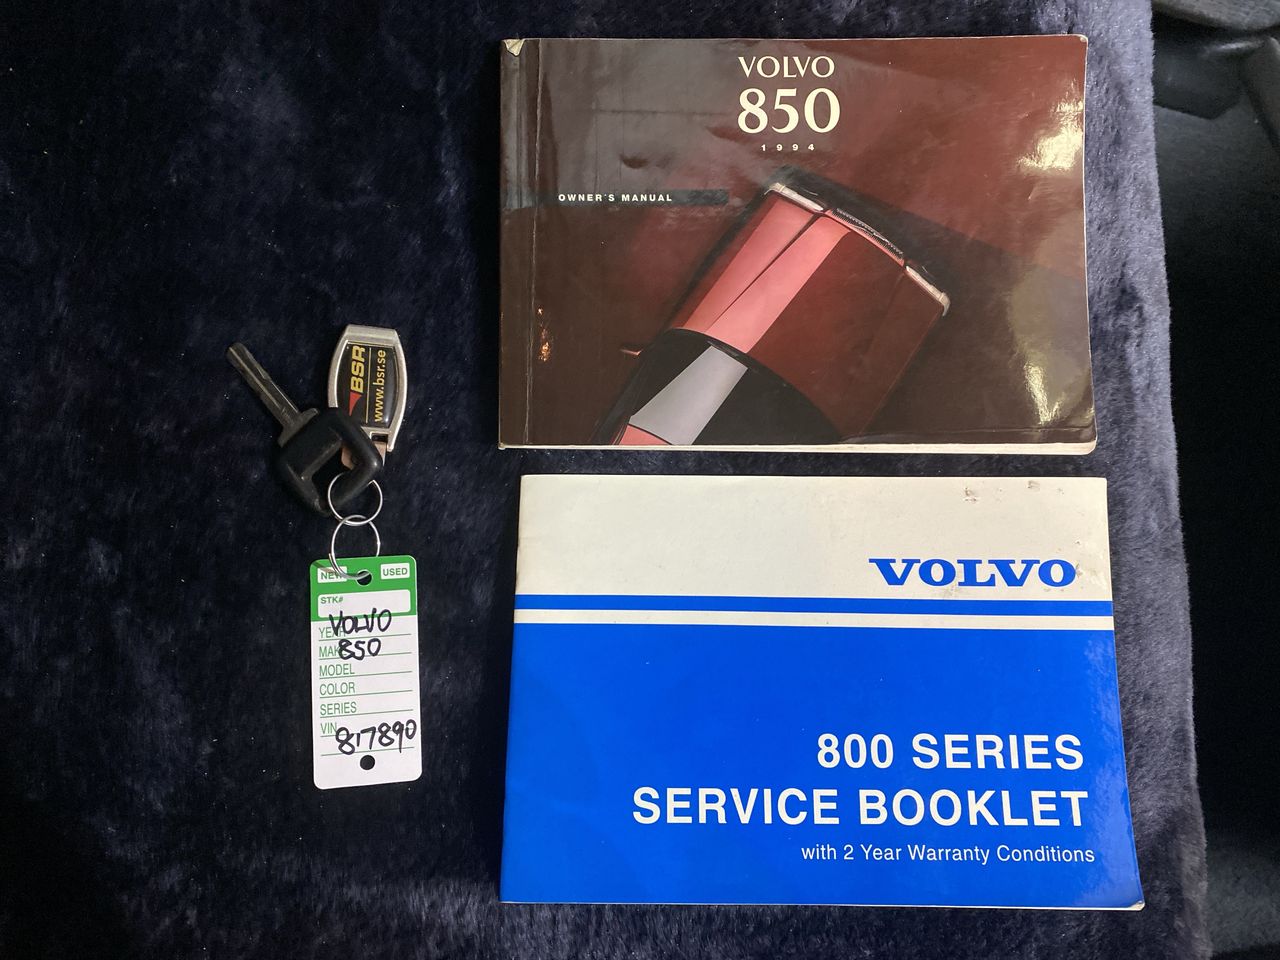 VOLVO
850
1994
OWNER'S MANUAL
BSR
www.bsr.se
VOLVO
800 SERIES
SERVICE BOOKLET
with 2 Year Warranty Conditions
NEW USED
STK#
VOLVO
850
MODEL
COLOR
SERIES
VIN
817890